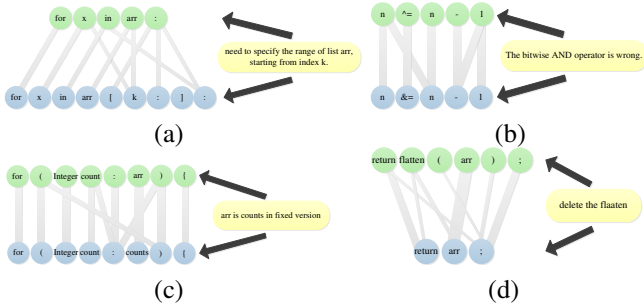 for x in arr :
need to specify the range of list arr,
starting from index k.
for x in arr [ k : ] :
(a)
n ^= n - 1
The bitwise AND operator is wrong.
n &= n - 1
(b)
for ( Integer count : arr ) {
arr is counts in fixed version
for ( Integer count : counts ) {
(c)
return flatten ( arr ) ;
delete the flaaten
return arr ;
(d)